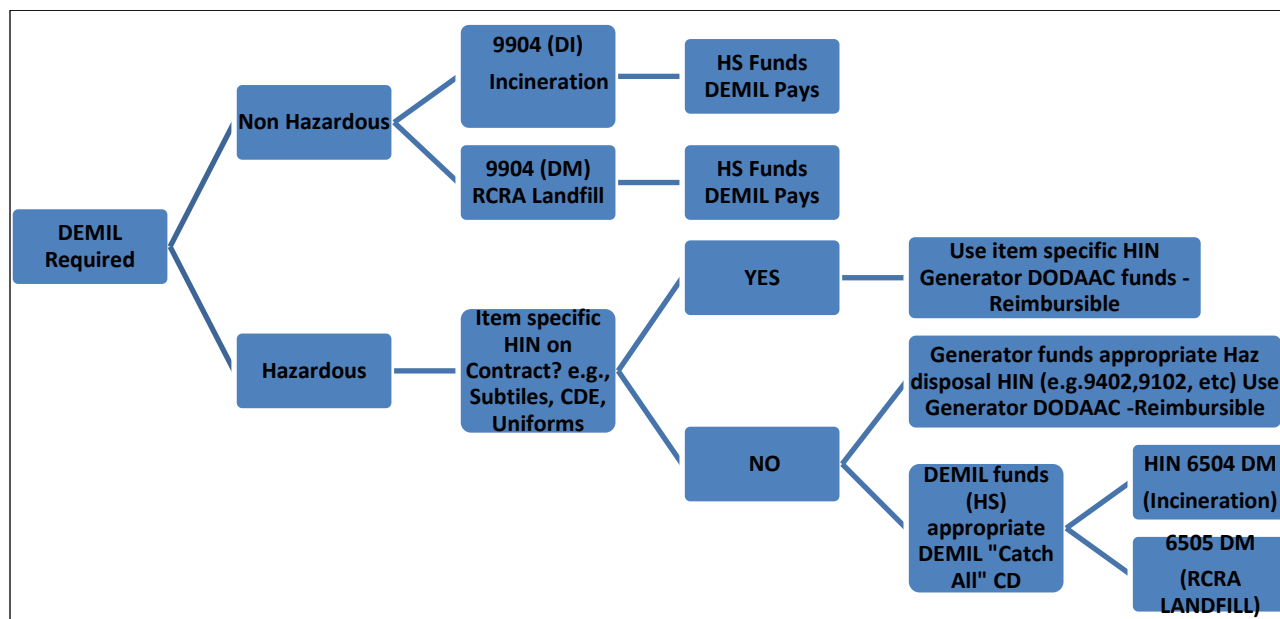 DEMIL
Required
Non Hazardous
9904 (DI)
Incineration
HS Funds
DEMIL Pays
9904 (DM)
RCRA Landfill
HS Funds
DEMIL Pays
Hazardous
Item specific
HIN on
Contract? e.g.,
Subtiles, CDE,
Uniforms
YES
Use item specific HIN
Generator DODAAC funds -
Reimbursible
NO
Generator funds appropriate Haz
disposal HIN (e.g.9402,9102, etc) Use
Generator DODAAC -Reimbursible
DEMIL funds
(HS)
appropriate
DEMIL "Catch
All" CD
HIN 6504 DM
(Incineration)
6505 DM
(RCRA
LANDFILL)